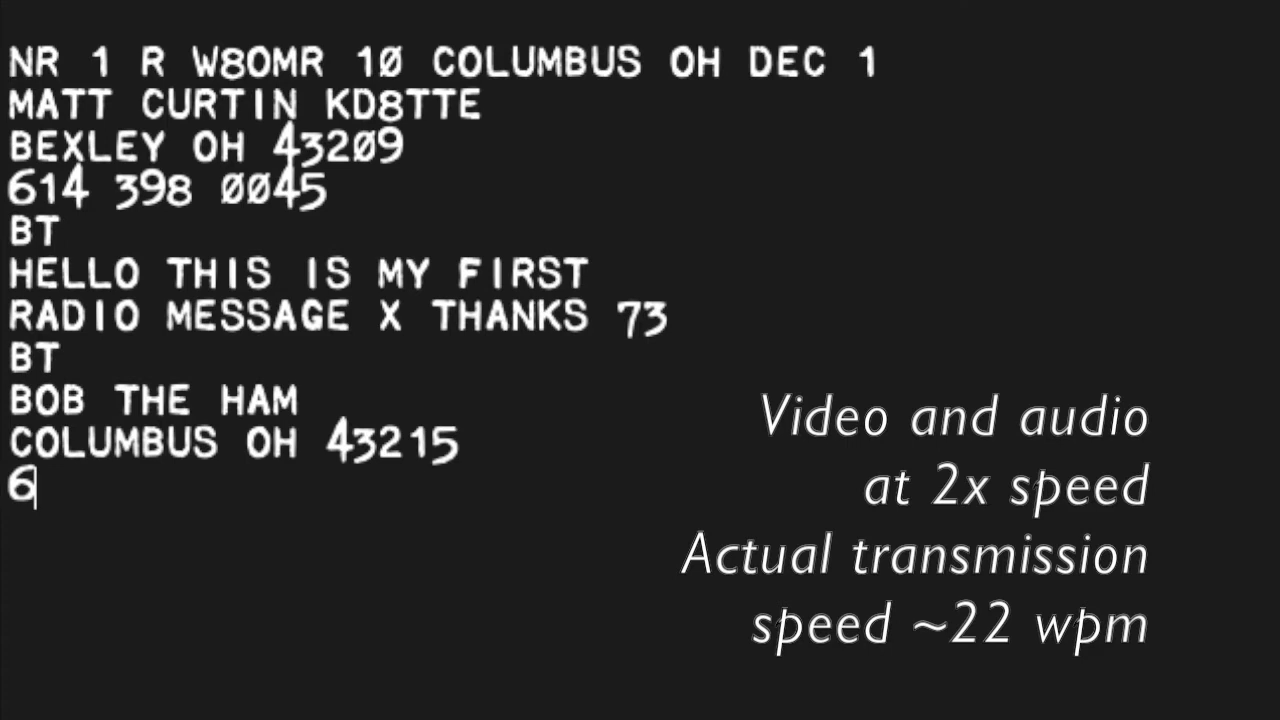 NR 1 R W8OMR 10 COLUMBUS OH DEC 1
MATT CURTIN KD8TTE
BEXLEY OH 43209
614 398 0045
BT
HELLO THIS IS MY FIRST
RADIO MESSAGE X THANKS 73
BT
BOB THE HAM
COLUMBUS OH 43215
6
Video and audio
at 2x speed
Actual transmission
speed ~22 wpm